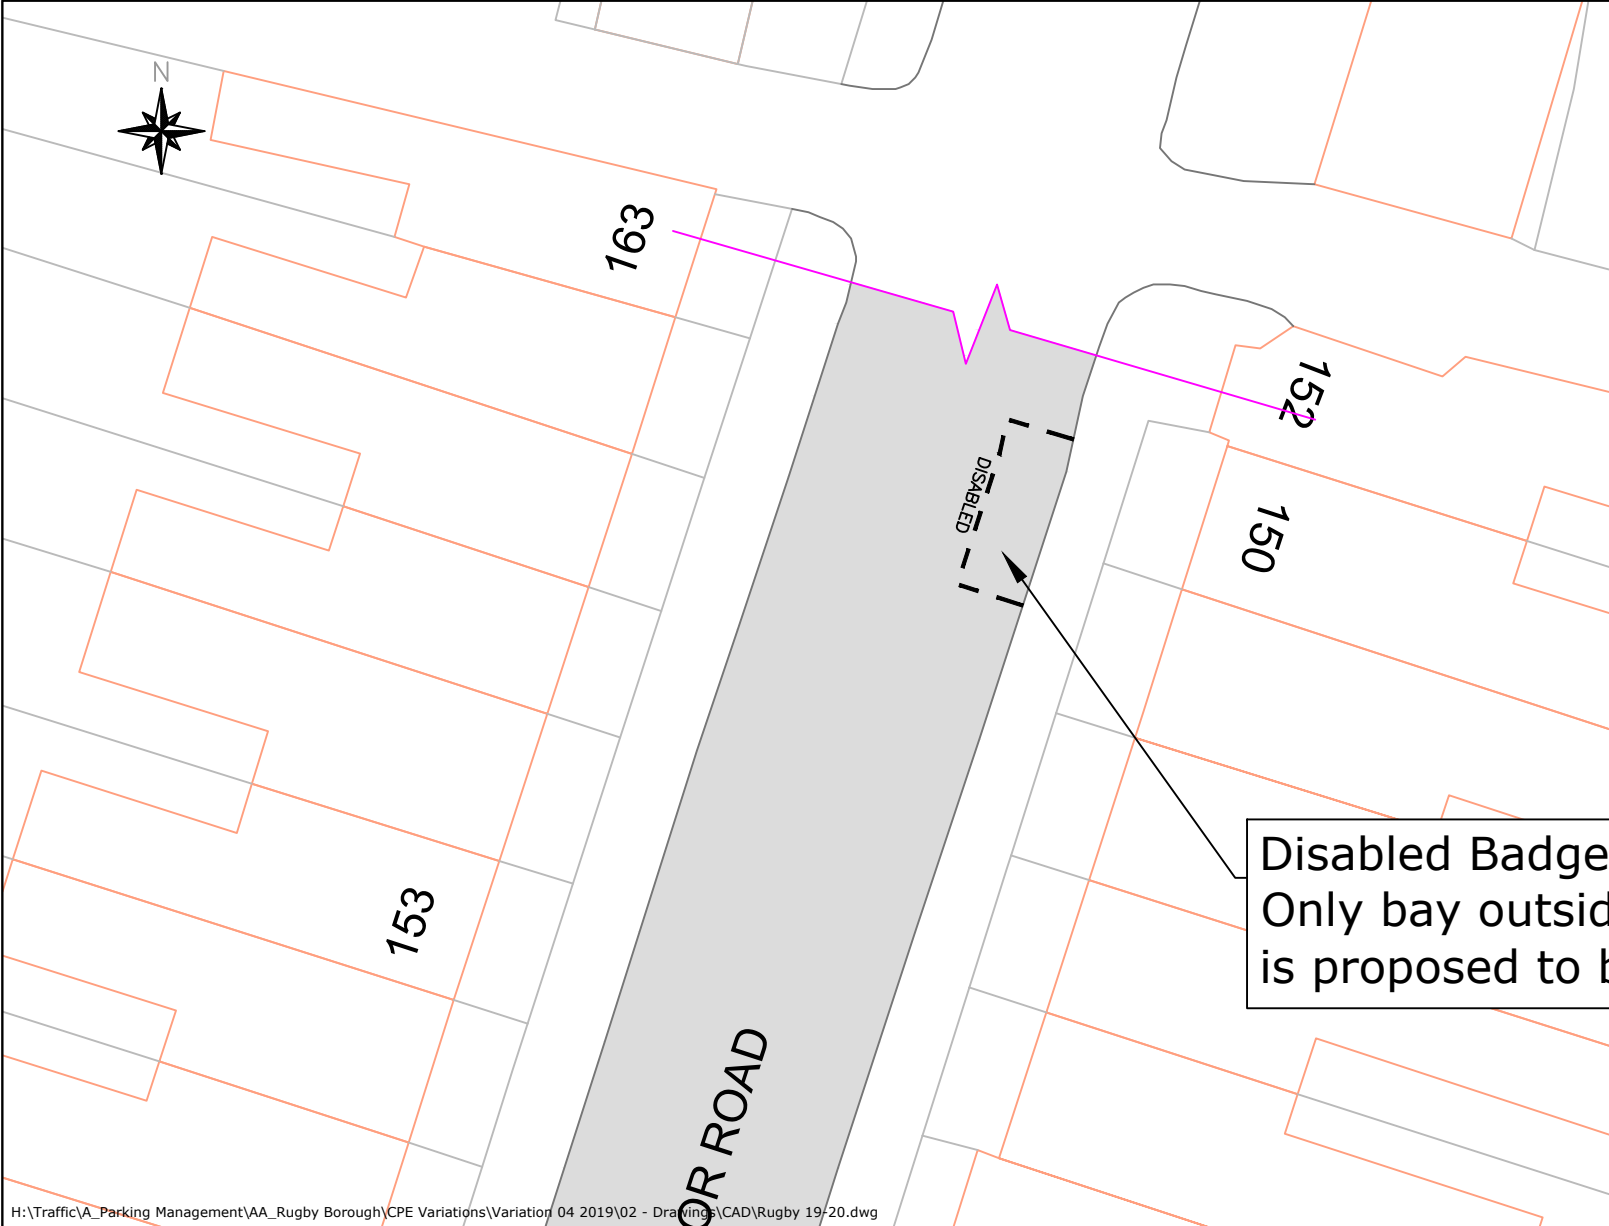 N
163
152
DISABLED
150
Disabled Badge
Only bay outsid
is proposed to b
153
OR ROAD
H:\Traffic\A_Parking Management\AA_Rugby Borough\CPE Variations\Variation 04 2019\02 - Drawings\CAD\Rugby 19-20.dwg